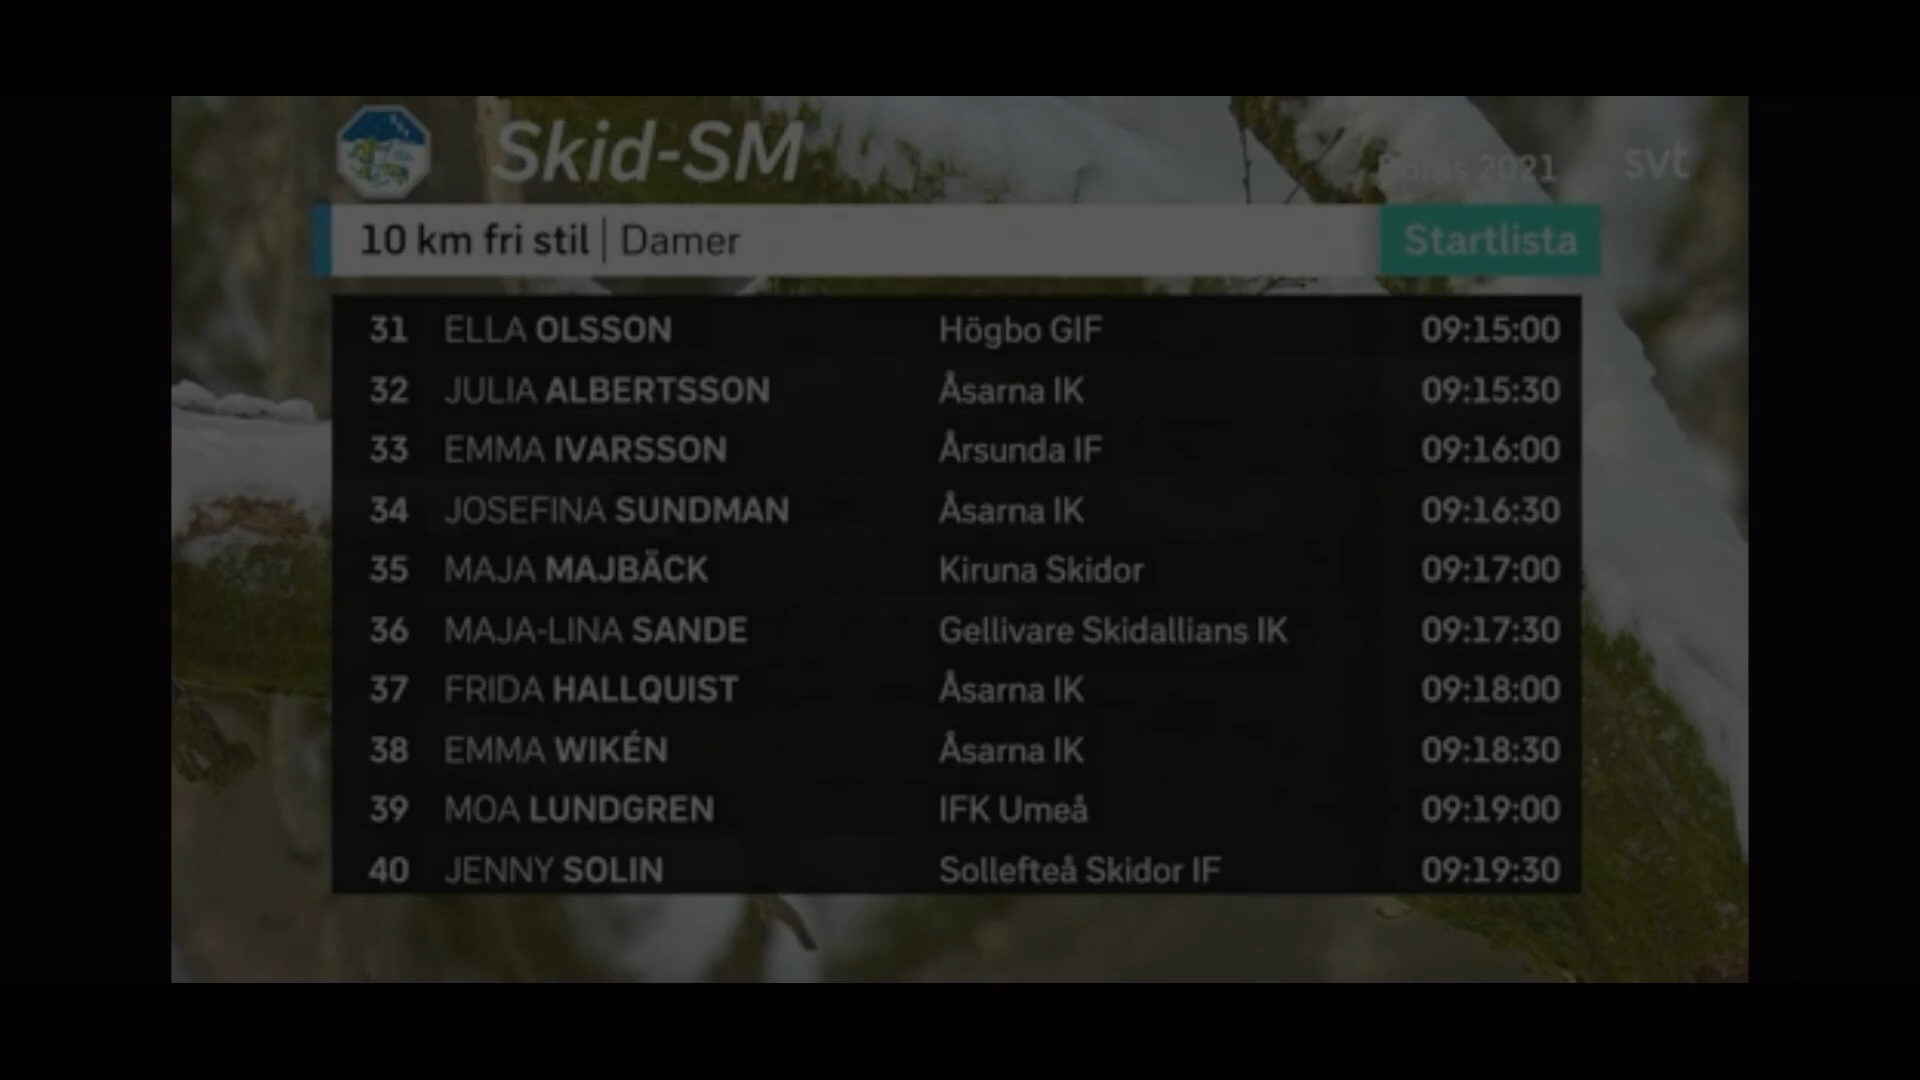 Skid-SM
Borås 2021
svt
10 km fri stil | Damer
Startlista
31 ELLA OLSSON Högbo GIF 09:15:00
32 JULIA ALBERTSSON Åsarna IK 09:15:30
33 EMMA IVARSSON Årsunda IF 09:16:00
34 JOSEFINA SUNDMAN Åsarna IK 09:16:30
35 MAJA MAJBÄCK Kiruna Skidor 09:17:00
36 MAJA-LINA SANDE Gellivare Skidallians IK 09:17:30
37 FRIDA HALLQUIST Åsarna IK 09:18:00
38 EMMA WIKÉN Åsarna IK 09:18:30
39 MOA LUNDGREN IFK Umeå 09:19:00
40 JENNY SOLIN Sollefteå Skidor IF 09:19:30